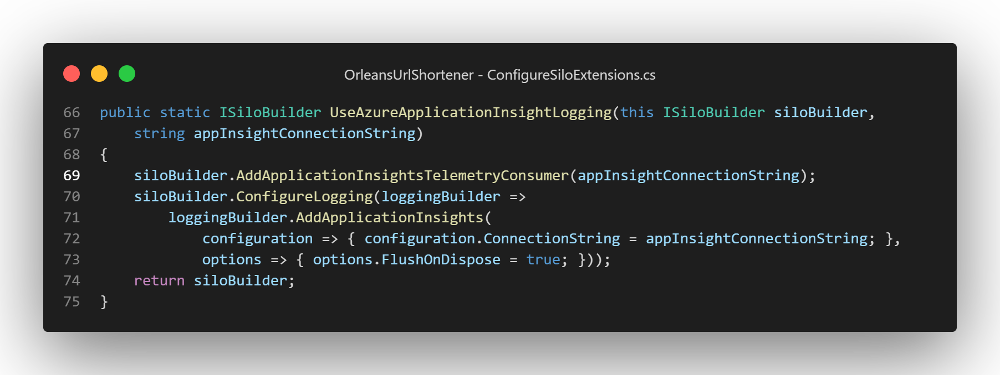 OrleansUrlShortener - ConfigureSiloExtensions.cs
66 public static ISiloBuilder UseAzureApplicationInsightLogging(this ISiloBuilder siloBuilder,
67     string appInsightConnectionString)
68 {
69     siloBuilder.AddApplicationInsightsTelemetryConsumer(appInsightConnectionString);
70     siloBuilder.ConfigureLogging(loggingBuilder =>
71         loggingBuilder.AddApplicationInsights(
72             configuration => { configuration.ConnectionString = appInsightConnectionString; },
73             options => { options.FlushOnDispose = true; }));
74     return siloBuilder;
75 }